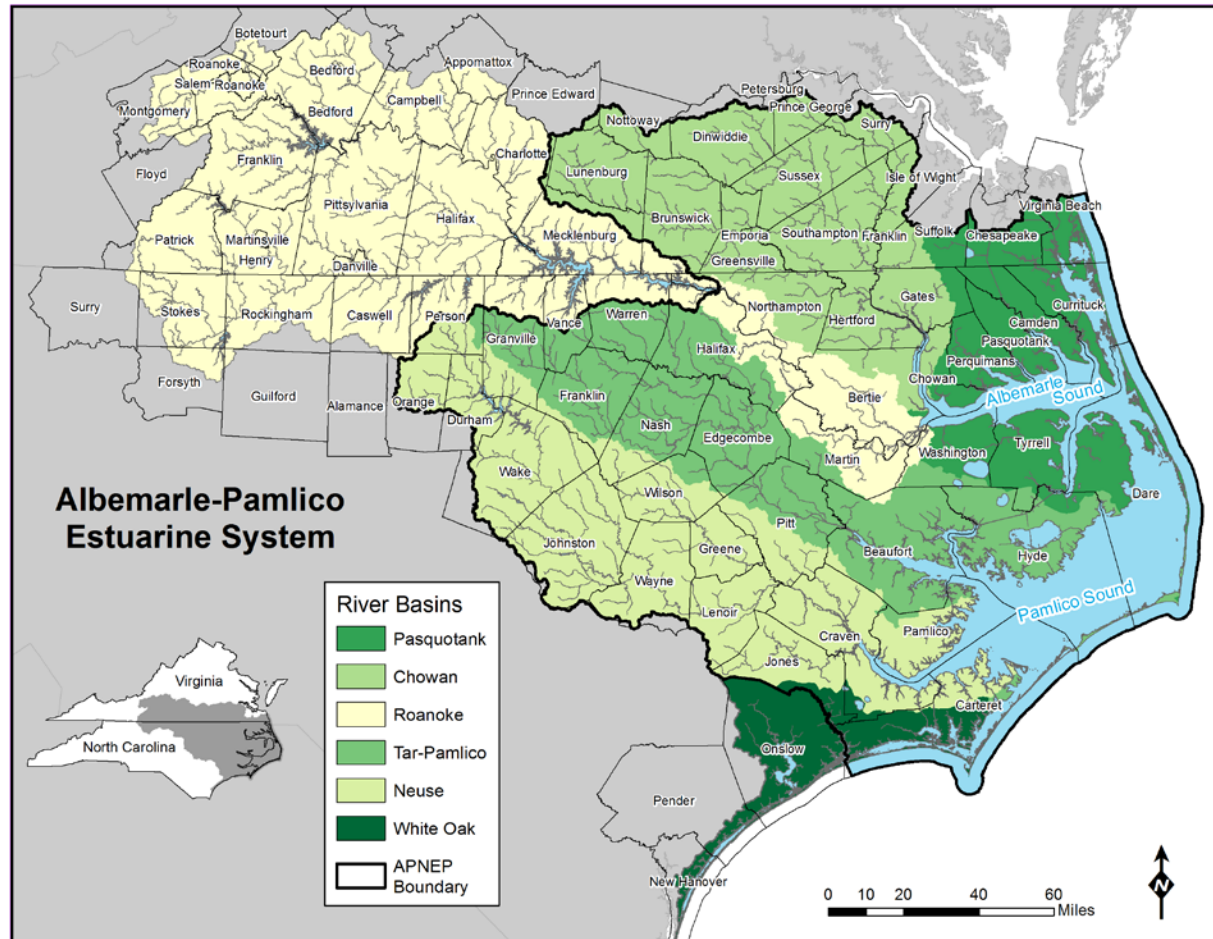 Botetourt
Roanoke
Salem
Roanoke
Bedford
Bedford
Montgomery
Campbell
Appomattox
Prince Edward
Petersburg
Prince George
Nottoway
Dinwiddie
Surry
Floyd
Franklin
Charlotte
Lunenburg
Sussex
Isle of Wight
Pittsylvania
Halifax
Brunswick
Emporia
Southampton
Franklin
Suffolk
Virginia Beach
Chesapeake
Patrick
Martinsville
Henry
Danville
Mecklenburg
Greensville
Surry
Stokes
Rockingham
Caswell
Person
Vance
Warren
Northampton
Hertford
Gates
Currituck
Camden
Pasquotank
Perquimans
Granville
Halifax
Forsyth
Guilford
Alamance
Orange
Durham
Franklin
Nash
Edgecombe
Bertie
Chowan
Albemarle
Sound
Martin
Washington
Tyrrell
Dare
Wake
Wilson
Pitt
Beaufort
Hyde
Johnston
Greene
Wayne
Lenoir
Craven
Pamlico
Pamlico Sound
Jones
Carteret
Onslow
Pender
New Hanover
Albemarle-Pamlico
Estuarine System
River Basins
Pasquotank
Chowan
Roanoke
Tar-Pamlico
Neuse
White Oak
APNEP
Boundary
Virginia
North Carolina
0 10 20 40 60
Miles
N